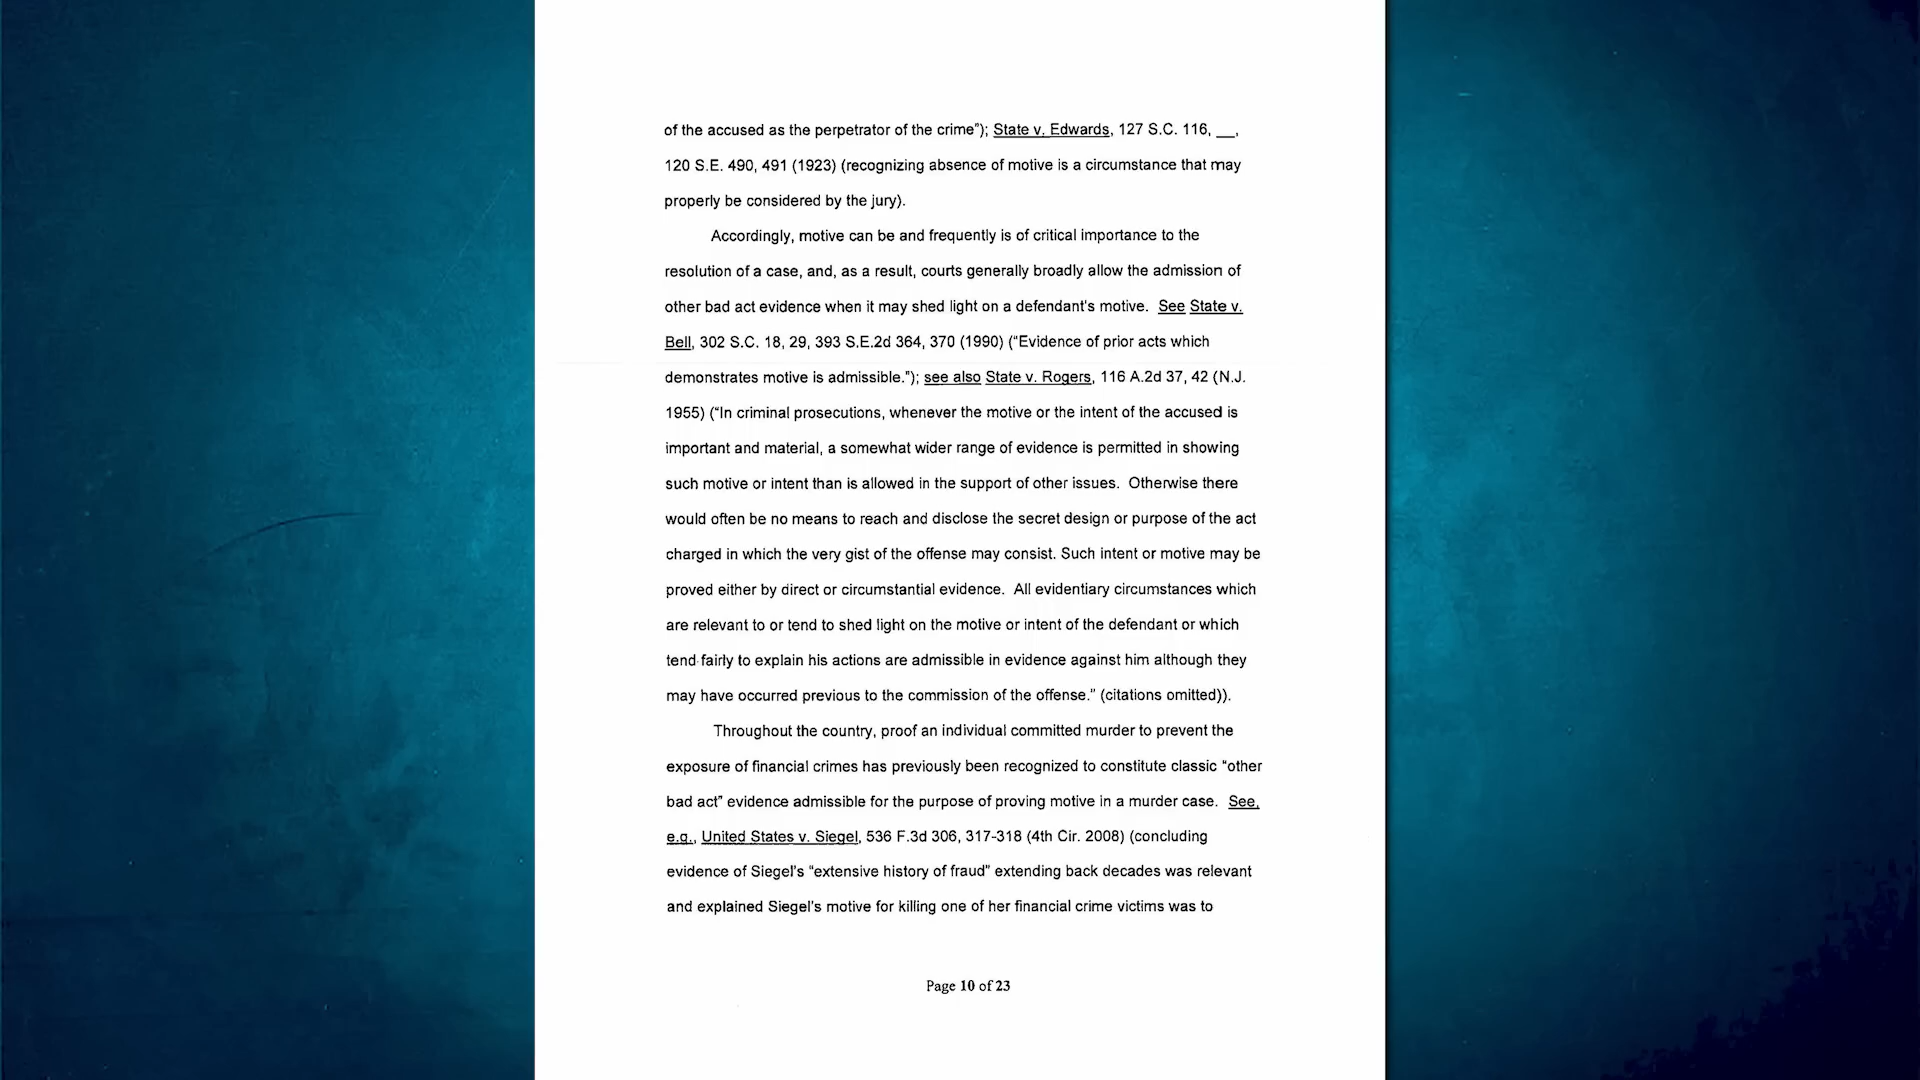 of the accused as the perpetrator of the crime”); State v. Edwards, 127 S.C. 116, __,
120 S.E. 490, 491 (1923) (recognizing absence of motive is a circumstance that may
properly be considered by the jury).
Accordingly, motive can be and frequently is of critical importance to the
resolution of a case, and, as a result, courts generally broadly allow the admission of
other bad act evidence when it may shed light on a defendant's motive. See State v.
Bell, 302 S.C. 18, 29, 393 S.E.2d 364, 370 (1990) (“Evidence of prior acts which
demonstrates motive is admissible.”); see also State v. Rogers, 116 A.2d 37, 42 (N.J.
1955) (“In criminal prosecutions, whenever the motive or the intent of the accused is
important and material, a somewhat wider range of evidence is permitted in showing
such motive or intent than is allowed in the support of other issues. Otherwise there
would often be no means to reach and disclose the secret design or purpose of the act
charged in which the very gist of the offense may consist. Such intent or motive may be
proved either by direct or circumstantial evidence. All evidentiary circumstances which
are relevant to or tend to shed light on the motive or intent of the defendant or which
tend fairly to explain his actions are admissible in evidence against him although they
may have occurred previous to the commission of the offense.” (citations omitted)).
Throughout the country, proof an individual committed murder to prevent the
exposure of financial crimes has previously been recognized to constitute classic “other
bad act” evidence admissible for the purpose of proving motive in a murder case. See,
e.g., United States v. Siegel, 536 F.3d 306, 317-318 (4th Cir. 2008) (concluding
evidence of Siegel's “extensive history of fraud” extending back decades was relevant
and explained Siegel's motive for killing one of her financial crime victims was to
Page 10 of 23